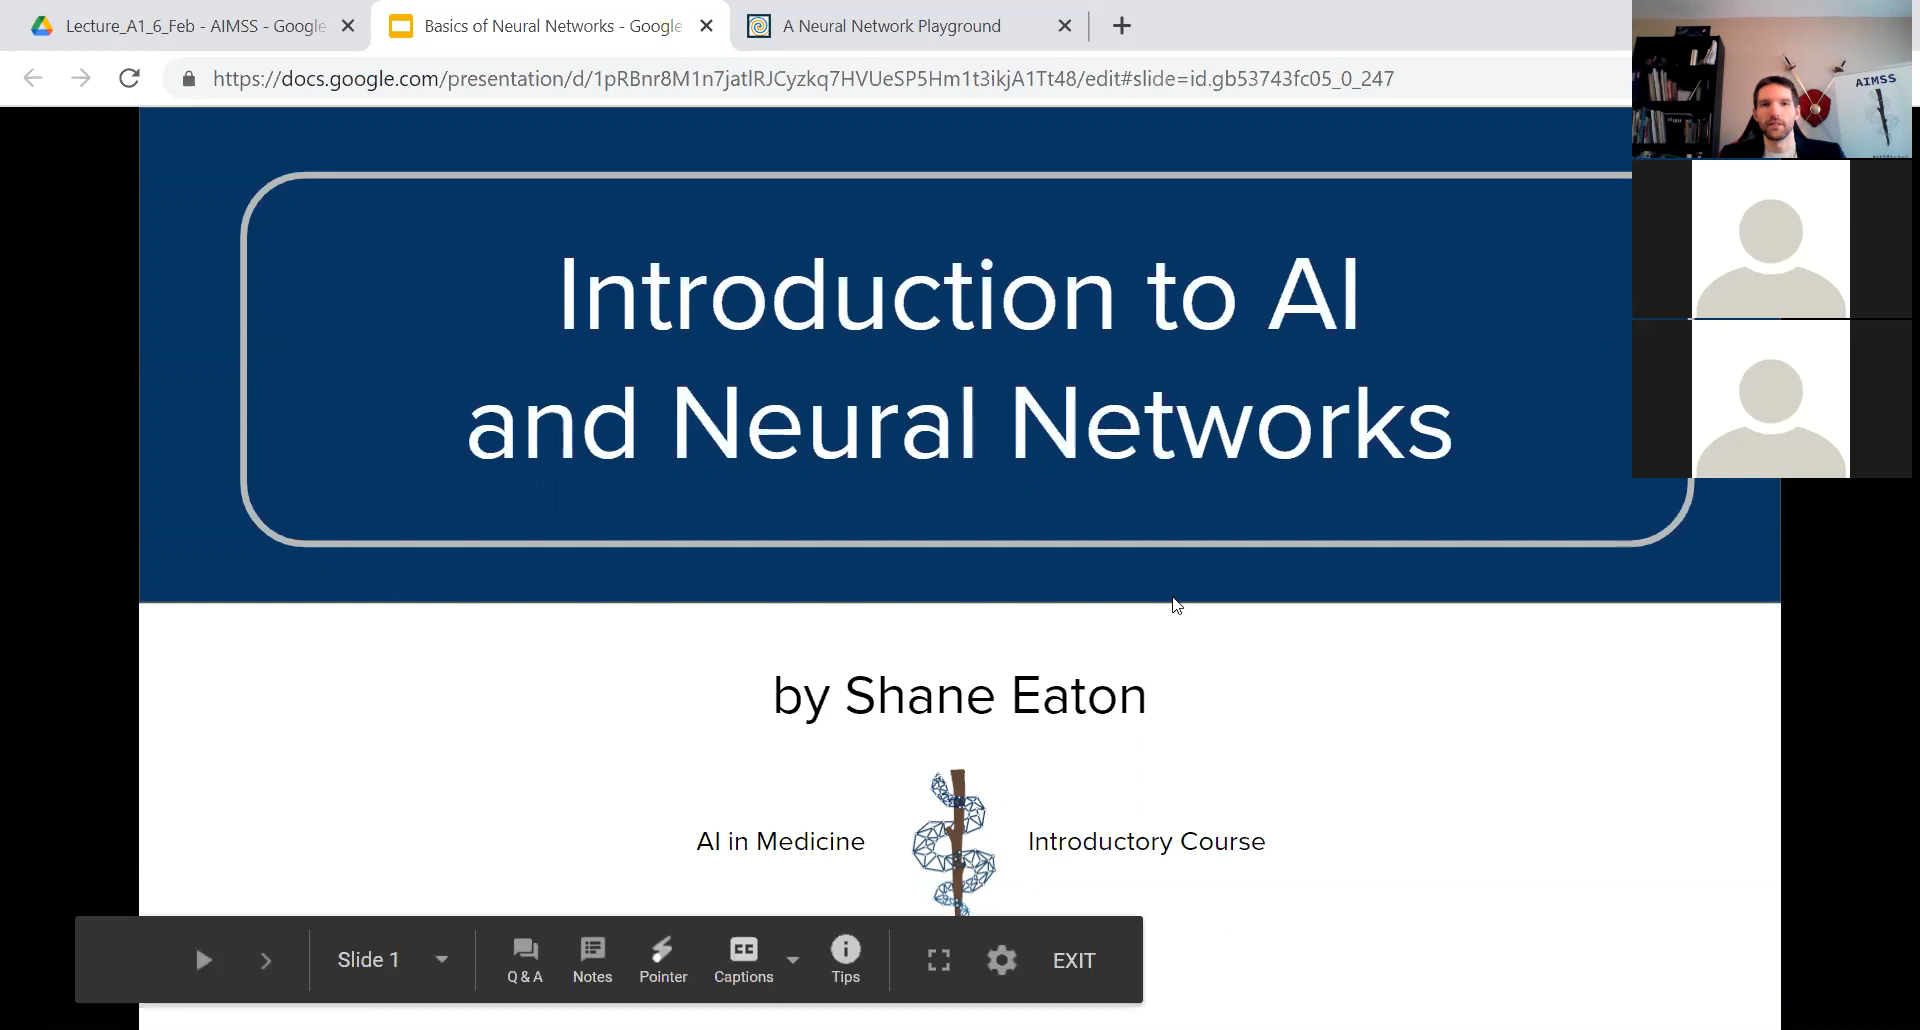 Lecture_A1_6_Feb - AIMSS - Google
Basics of Neural Networks - Google
A Neural Network Playground
https://docs.google.com/presentation/d/1pRBnr8M1n7jatlRJCyzkq7HVUeSP5Hm1t3ikjA1Tt48/edit#slide=id.gb53743fc05_0_247
AIMSS
Introduction to AI
and Neural Networks
by Shane Eaton
AI in Medicine
Introductory Course
Slide 1
Q & A
Notes
Pointer
CC
Captions
Tips
EXIT